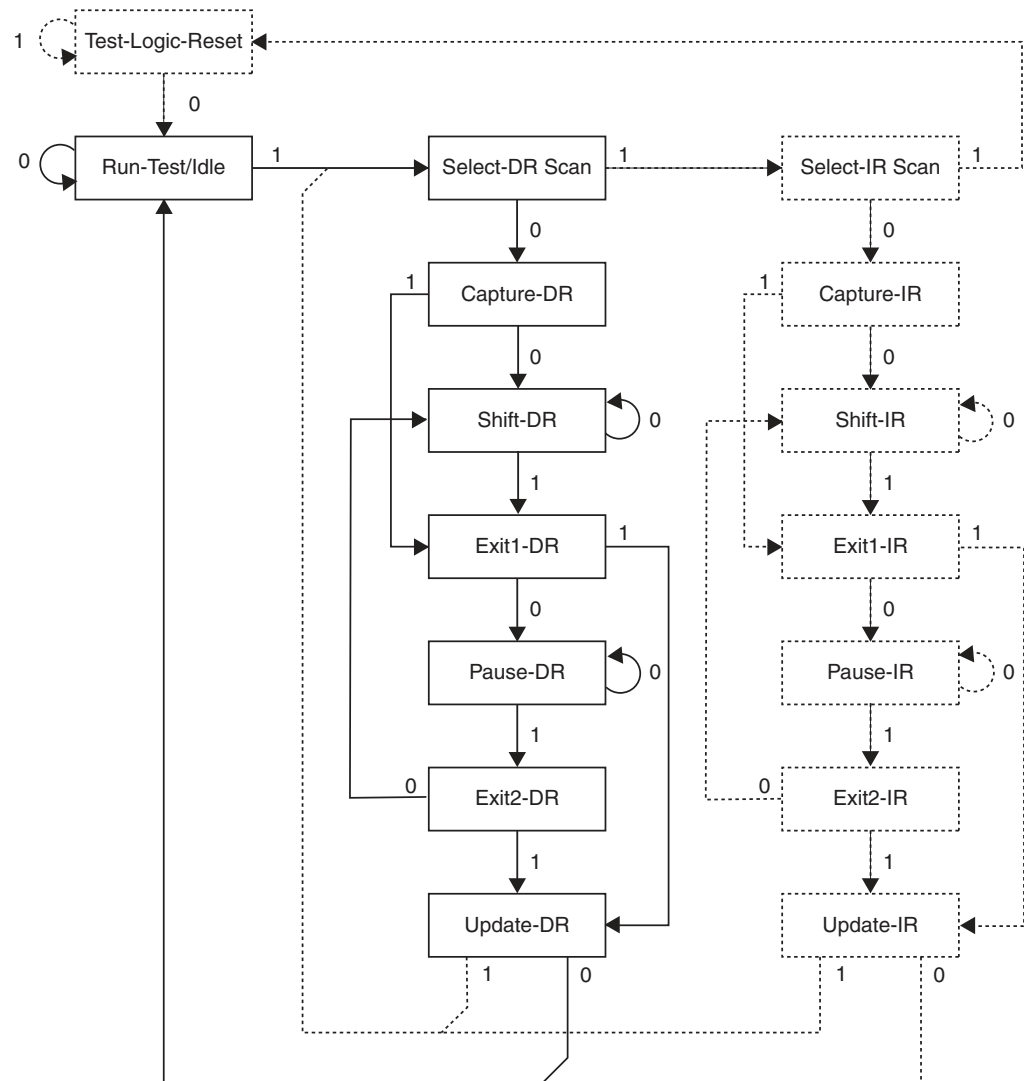 1 Test-Logic-Reset
0
0 Run-Test/Idle 1 Select-DR Scan 1 Select-IR Scan 1
0 0
1 Capture-DR 1 Capture-IR
0 0
Shift-DR 0 Shift-IR 0
1 1
Exit1-DR 1 Exit1-IR 1
0 0
Pause-DR 0 Pause-IR 0
1 1
0 Exit2-DR 0 Exit2-IR
1 1
Update-DR Update-IR
1 0 1 0